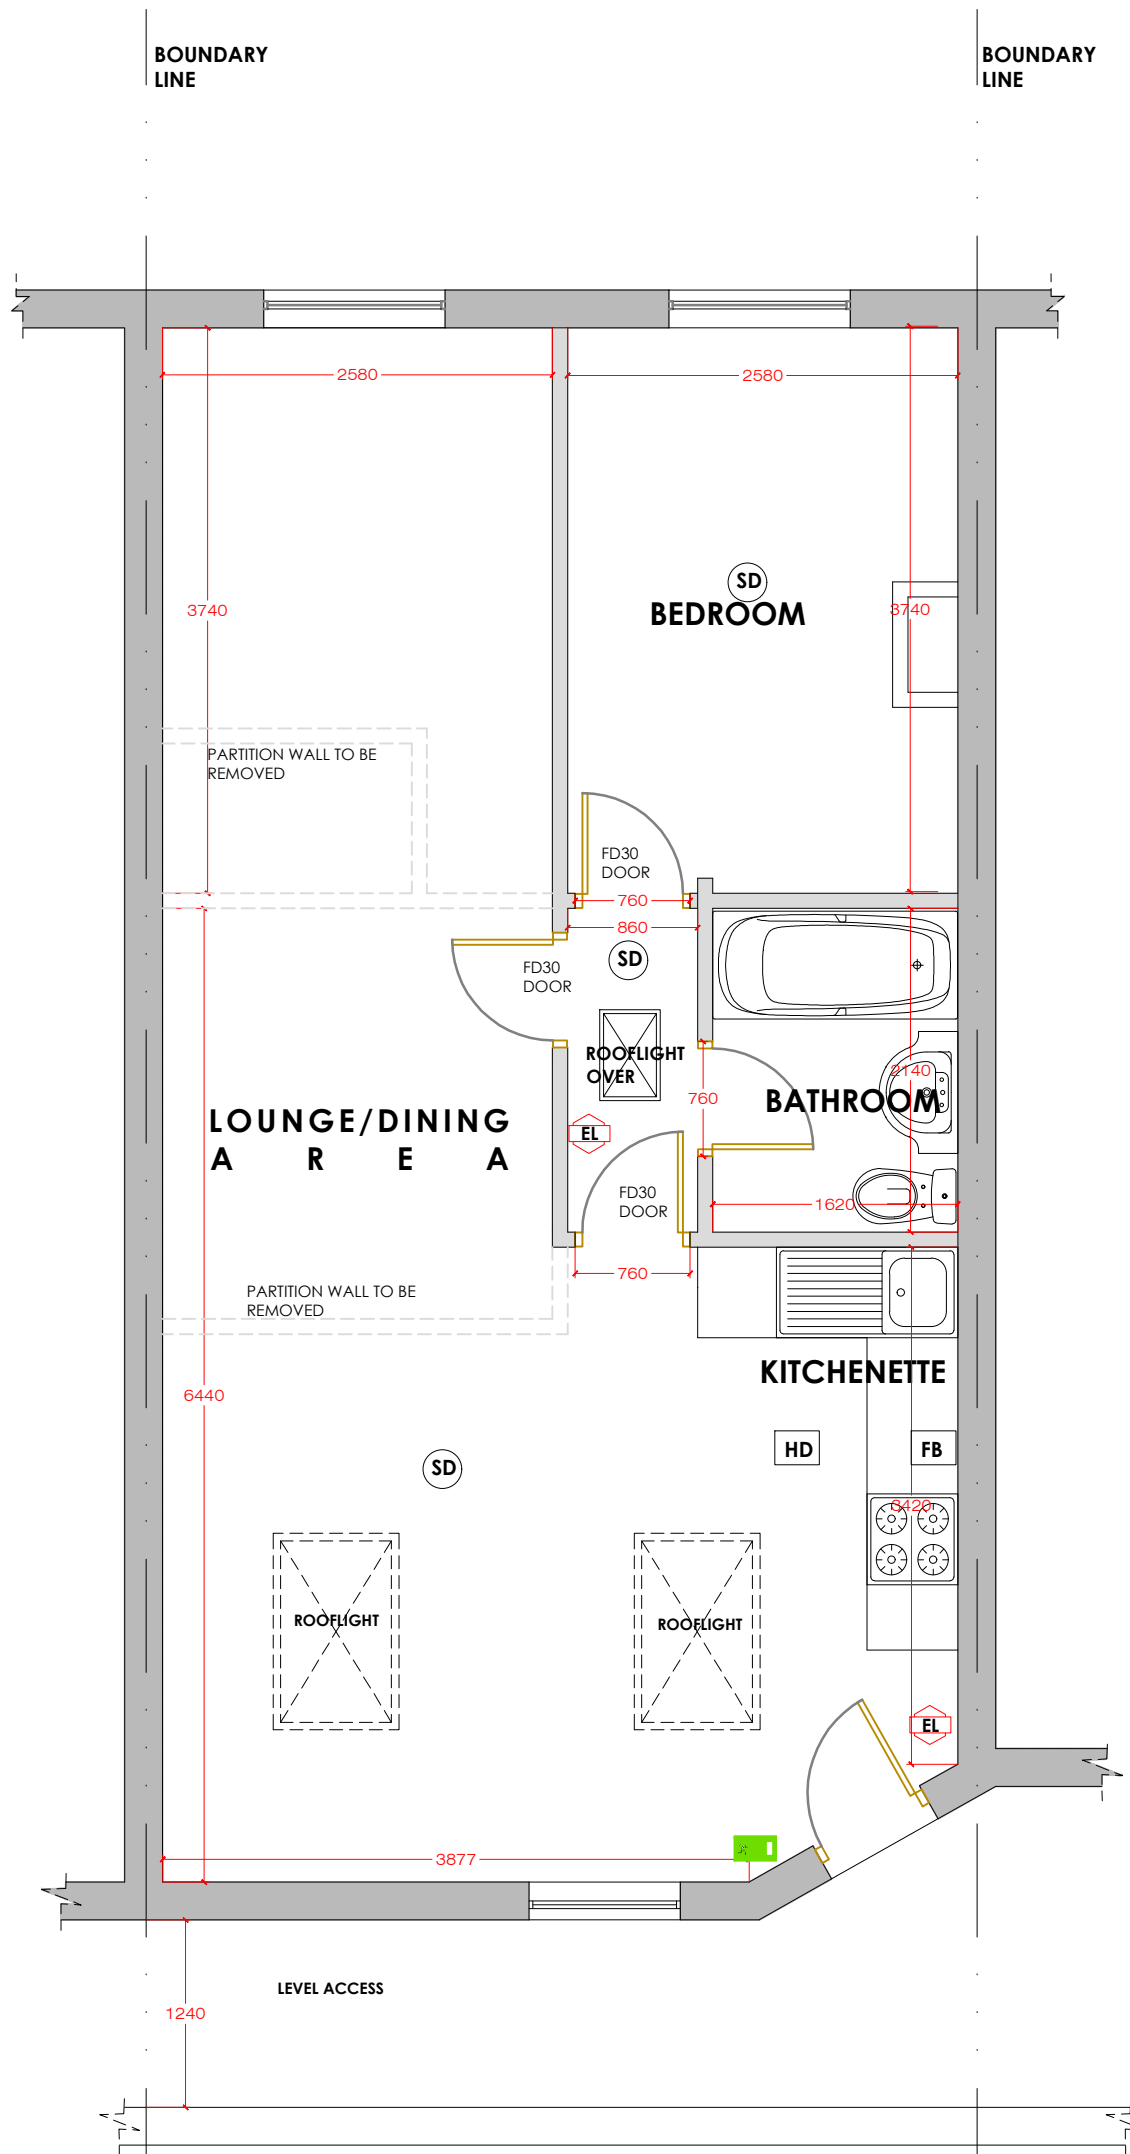 BOUNDARY
LINE
BOUNDARY
LINE
2580
2580
SD
BEDROOM
3740
3740
PARTITION WALL TO BE
REMOVED
FD30
DOOR
760
860
SD
FD30
DOOR
ROOFLIGHT
OVER
2140
760
BATHROOM
LOUNGE/DINING
A R E A
EL
FD30
DOOR
1620
760
PARTITION WALL TO BE
REMOVED
KITCHENETTE
6440
HD
FB
SD
3420
ROOFLIGHT
ROOFLIGHT
EL
3877
LEVEL ACCESS
1240